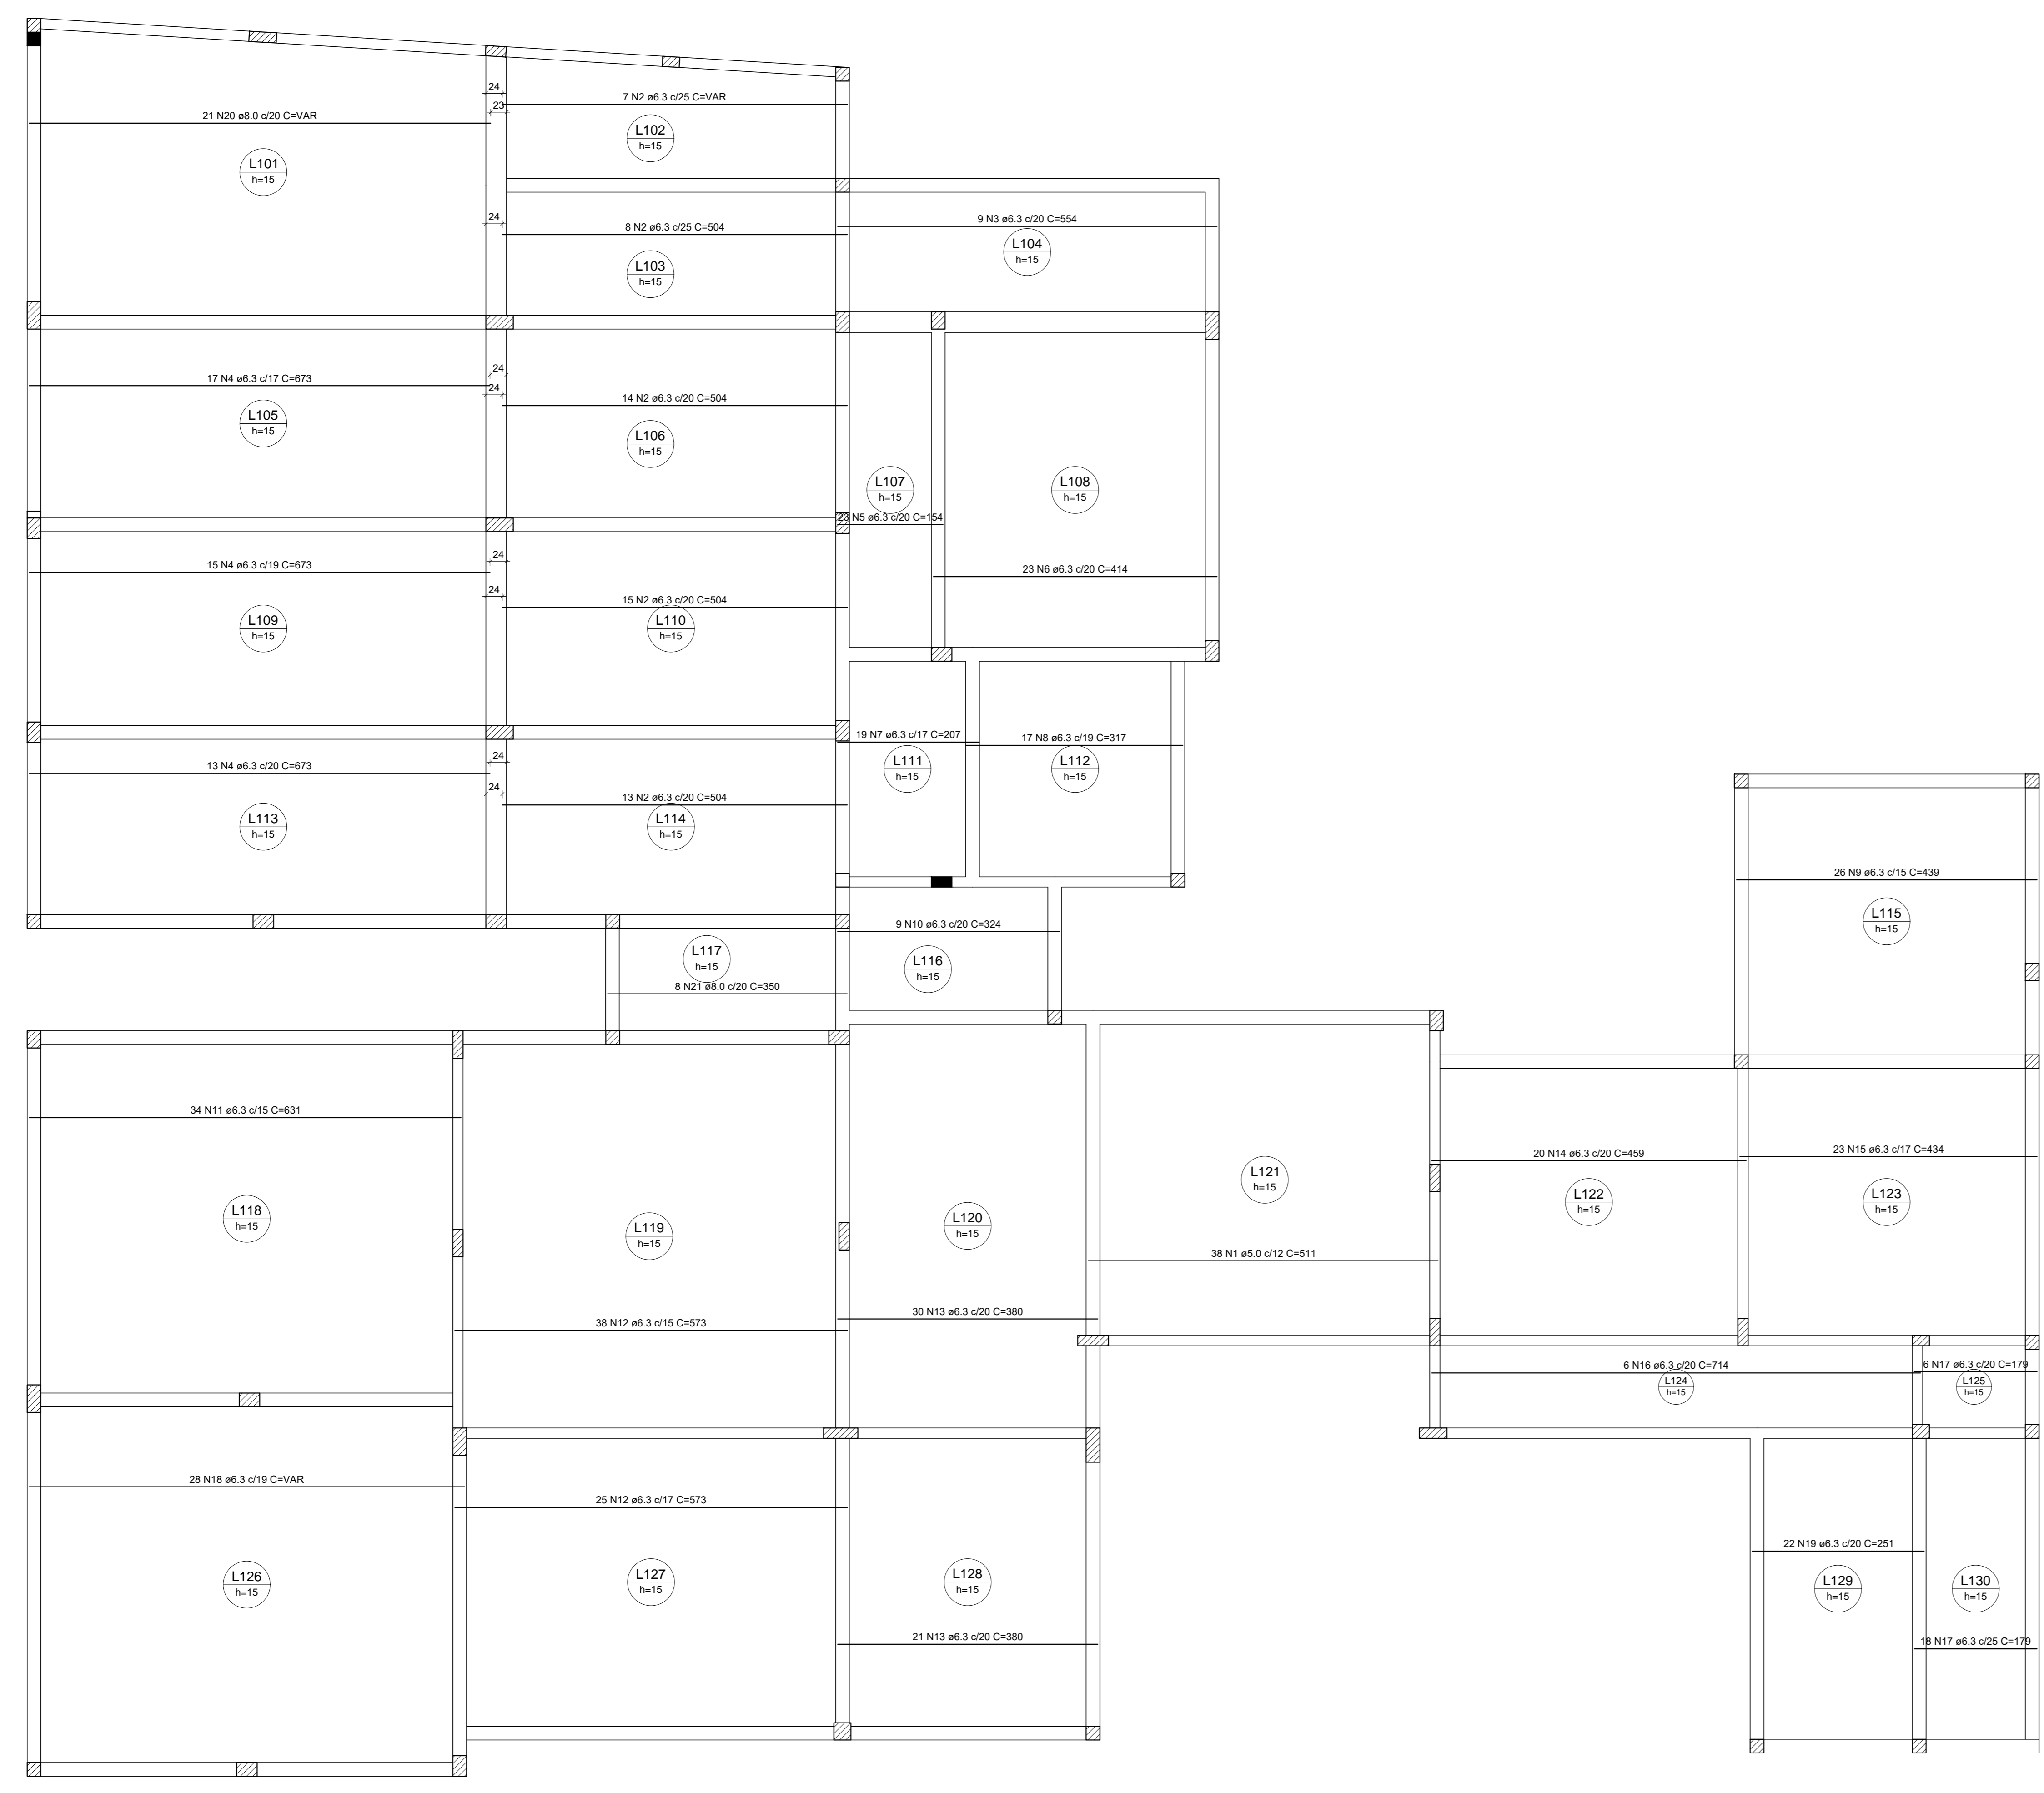 24
7 N2 ø6.3 c/25 C=VAR
23
21 N20 ø8.0 c/20 C=VAR
L102
h=15
L101
h=15
24
9 N3 ø6.3 c/20 C=554
8 N2 ø6.3 c/25 C=504
L104
h=15
L103
h=15
24
17 N4 ø6.3 c/17 C=673
24
14 N2 ø6.3 c/20 C=504
L105
h=15
L106
h=15
L107
h=15
L108
h=15
23 N5 ø6.3 c/20 C=154
24
15 N4 ø6.3 c/19 C=673
23 N6 ø6.3 c/20 C=414
24
15 N2 ø6.3 c/20 C=504
L109
h=15
L110
h=15
19 N7 ø6.3 c/17 C=207
17 N8 ø6.3 c/19 C=317
24
13 N4 ø6.3 c/20 C=673
L111
h=15
L112
h=15
24
13 N2 ø6.3 c/20 C=504
L113
h=15
L114
h=15
26 N9 ø6.3 c/15 C=439
L115
h=15
9 N10 ø6.3 c/20 C=324
L117
h=15
L116
h=15
8 N21 ø8.0 c/20 C=350
34 N11 ø6.3 c/15 C=631
20 N14 ø6.3 c/20 C=459
23 N15 ø6.3 c/17 C=434
L121
h=15
L122
h=15
L123
h=15
L118
h=15
L119
h=15
L120
h=15
38 N1 ø5.0 c/12 C=511
30 N13 ø6.3 c/20 C=380
38 N12 ø6.3 c/15 C=573
6 N16 ø6.3 c/20 C=714
6 N17 ø6.3 c/20 C=179
L124
h=15
L125
h=15
28 N18 ø6.3 c/19 C=VAR
25 N12 ø6.3 c/17 C=573
22 N19 ø6.3 c/20 C=251
L126
h=15
L127
h=15
L128
h=15
L129
h=15
L130
h=15
21 N13 ø6.3 c/20 C=380
18 N17 ø6.3 c/25 C=179